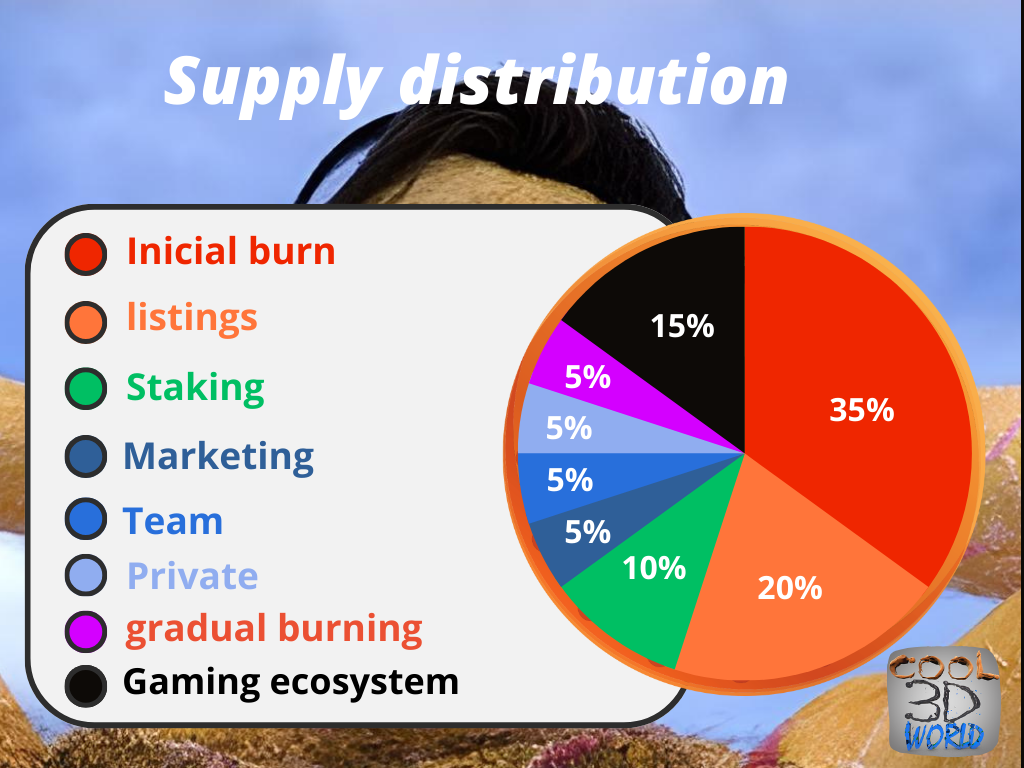 Supply distribution
Inicial burn
listings
Staking
Marketing
Team
Private
gradual burning
Gaming ecosystem
15%
35%
5%
5%
5%
5%
10%
20%
COOL
3D
WORLD